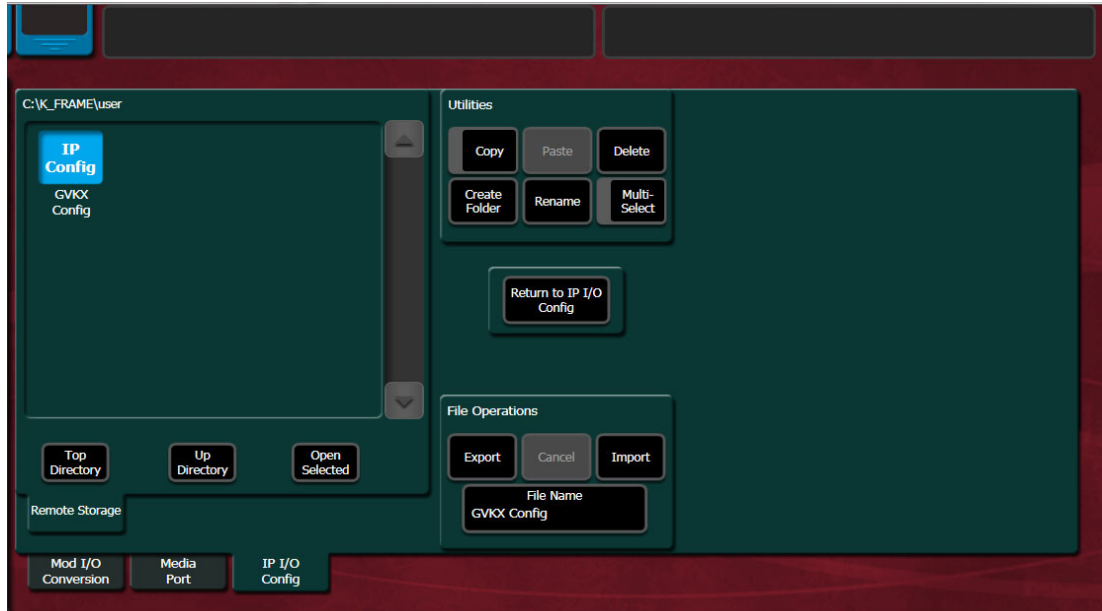 C:\K_FRAME\user
IP
Config
GVKX
Config
Top
Directory
Up
Directory
Open
Selected
Remote Storage
Utilities
Copy
Paste
Delete
Create
Folder
Rename
Multi-
Select
Return to IP I/O
Config
File Operations
Export
Cancel
Import
File Name
GVKX Config
Mod I/O
Conversion
Media
Port
IP I/O
Config